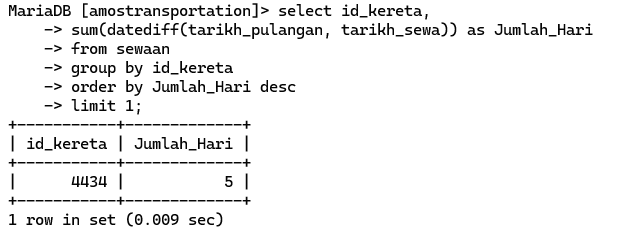 MariaDB [amostransportation]> select id_kereta,
    -> sum(datediff(tarikh_pulangan, tarikh_sewa)) as Jumlah_Hari
    -> from sewaan
    -> group by id_kereta
    -> order by Jumlah_Hari desc
    -> limit 1;
+-----------+-------------+
| id_kereta | Jumlah_Hari |
+-----------+-------------+
|      4434 |           5 |
+-----------+-------------+
1 row in set (0.009 sec)